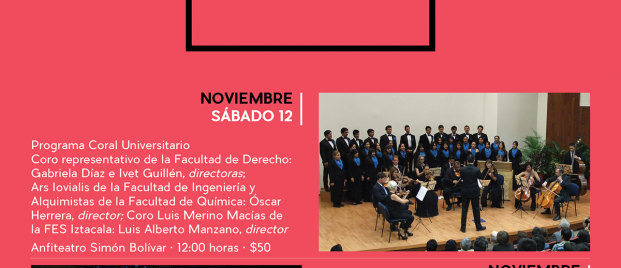 NOVIEMBRE
SÁBADO 12
Programa Coral Universitario
Coro representativo de la Facultad de Derecho:
Gabriela Díaz e Ivet Guillén, directoras;
Ars Iovialis de la Facultad de Ingeniería y
Alquimistas de la Facultad de Química: Óscar
Herrera, director; Coro Luis Merino Macías de
la FES Iztacala: Luis Alberto Manzano, director
Anfiteatro Simón Bolívar · 12:00 horas · $50
NOVIEMBRE